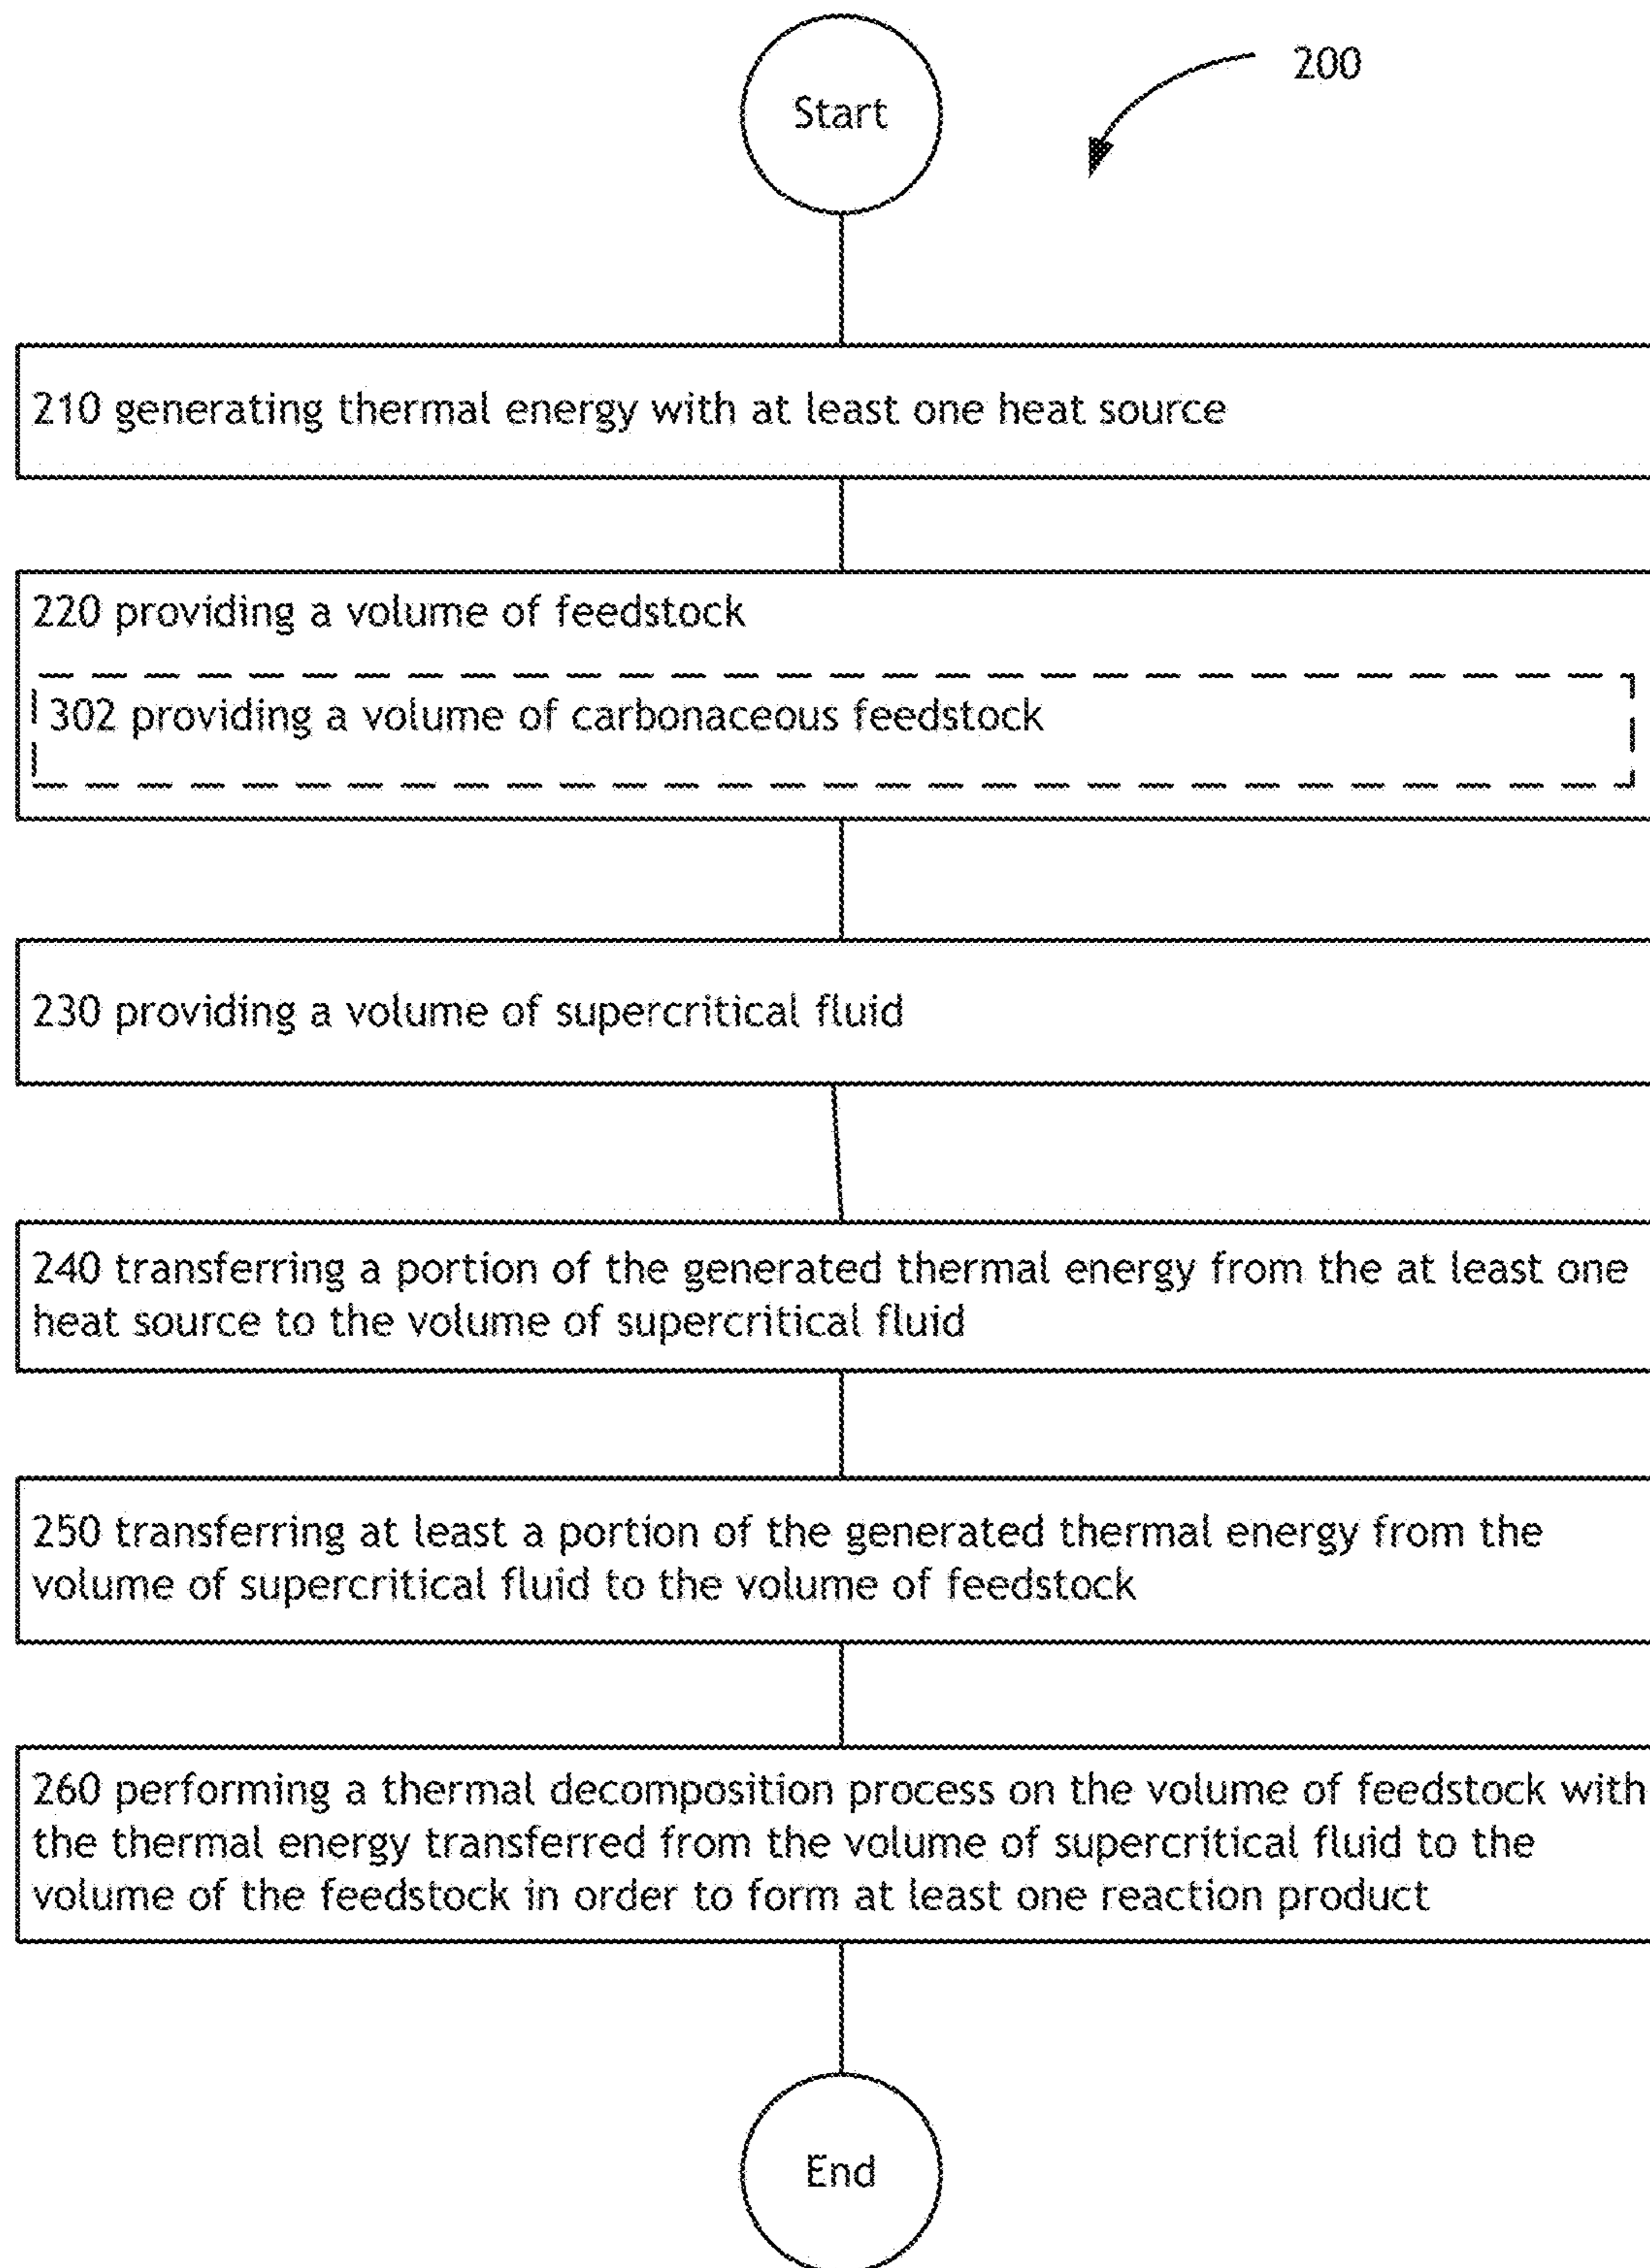 Start
200
210 generating thermal energy with at least one heat source
220 providing a volume of feedstock
302 providing a volume of carbonaceous feedstock
230 providing a volume of supercritical fluid
240 transferring a portion of the generated thermal energy from the at least one
heat source to the volume of supercritical fluid
250 transferring at least a portion of the generated thermal energy from the
volume of supercritical fluid to the volume of feedstock
260 performing a thermal decomposition process on the volume of feedstock with
the thermal energy transferred from the volume of supercritical fluid to the
volume of the feedstock in order to form at least one reaction product
End